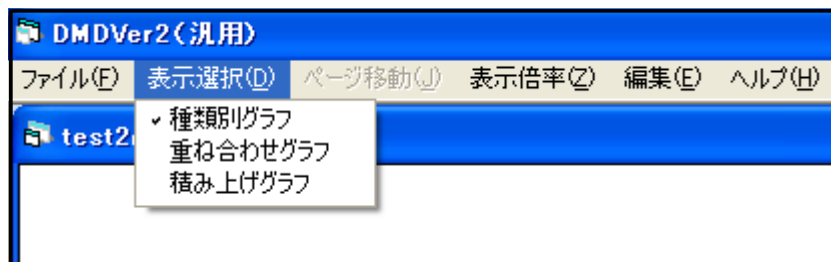 DMDVer2(汎用)
ファイル(F) 表示選択(D) ページ移動(J) 表示倍率(Z) 編集(E) ヘルプ(H)
種類別グラフ
test2
重ね合わせグラフ
積み上げグラフ